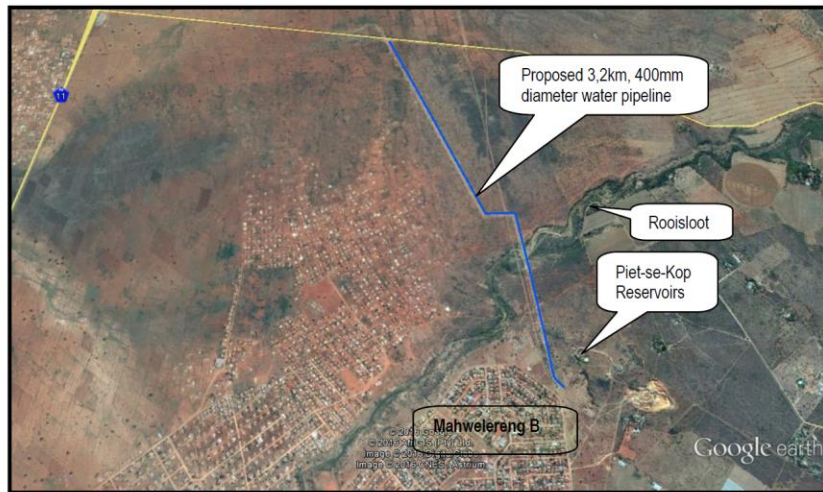 11
Proposed 3,2km, 400mm
diameter water pipeline
Rooisloot
Piet-se-Kop
Reservoirs
Mahwelereng B
Google earth